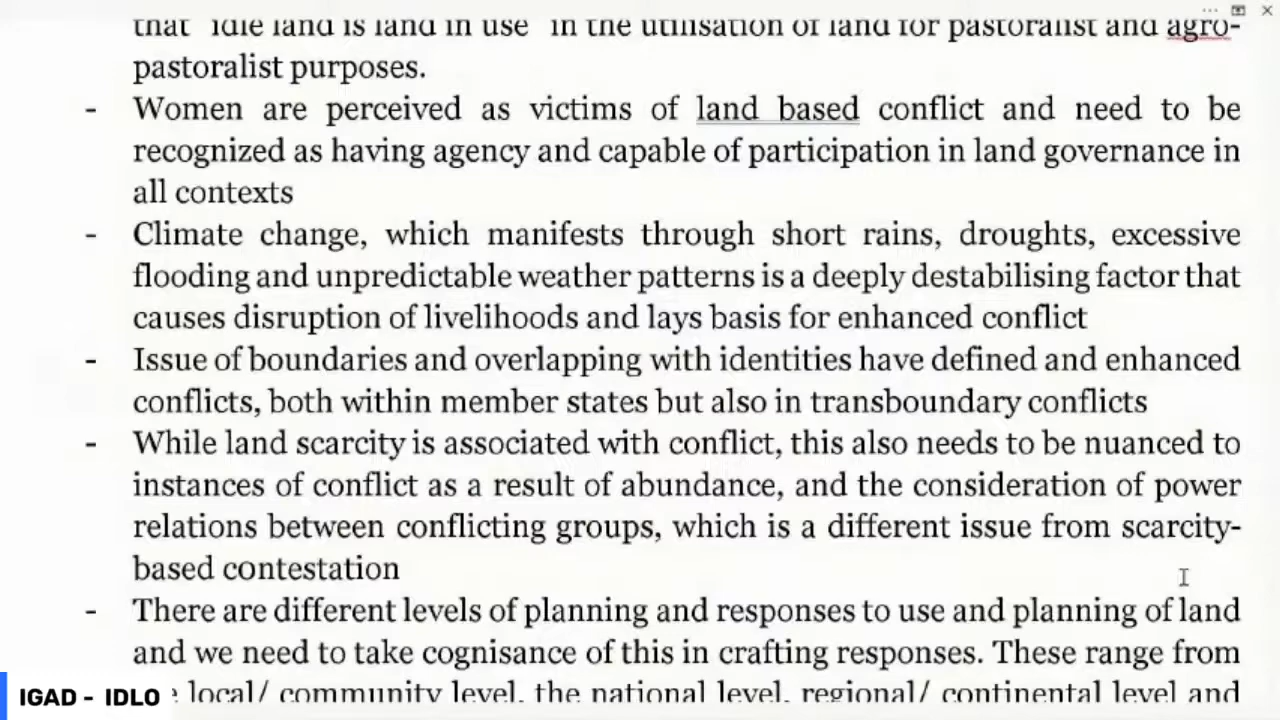 that "idle land is land in use" in the utilisation of land for pastoralist and agro-
pastoralist purposes.
- Women are perceived as victims of land based conflict and need to be
recognized as having agency and capable of participation in land governance in
all contexts
- Climate change, which manifests through short rains, droughts, excessive
flooding and unpredictable weather patterns is a deeply destabilising factor that
causes disruption of livelihoods and lays basis for enhanced conflict
- Issue of boundaries and overlapping with identities have defined and enhanced
conflicts, both within member states but also in transboundary conflicts
- While land scarcity is associated with conflict, this also needs to be nuanced to
instances of conflict as a result of abundance, and the consideration of power
relations between conflicting groups, which is a different issue from scarcity-
based contestation
- There are different levels of planning and responses to use and planning of land
and we need to take cognisance of this in crafting responses. These range from
local/ community level, the national level, regional/ continental level and
IGAD - IDLO